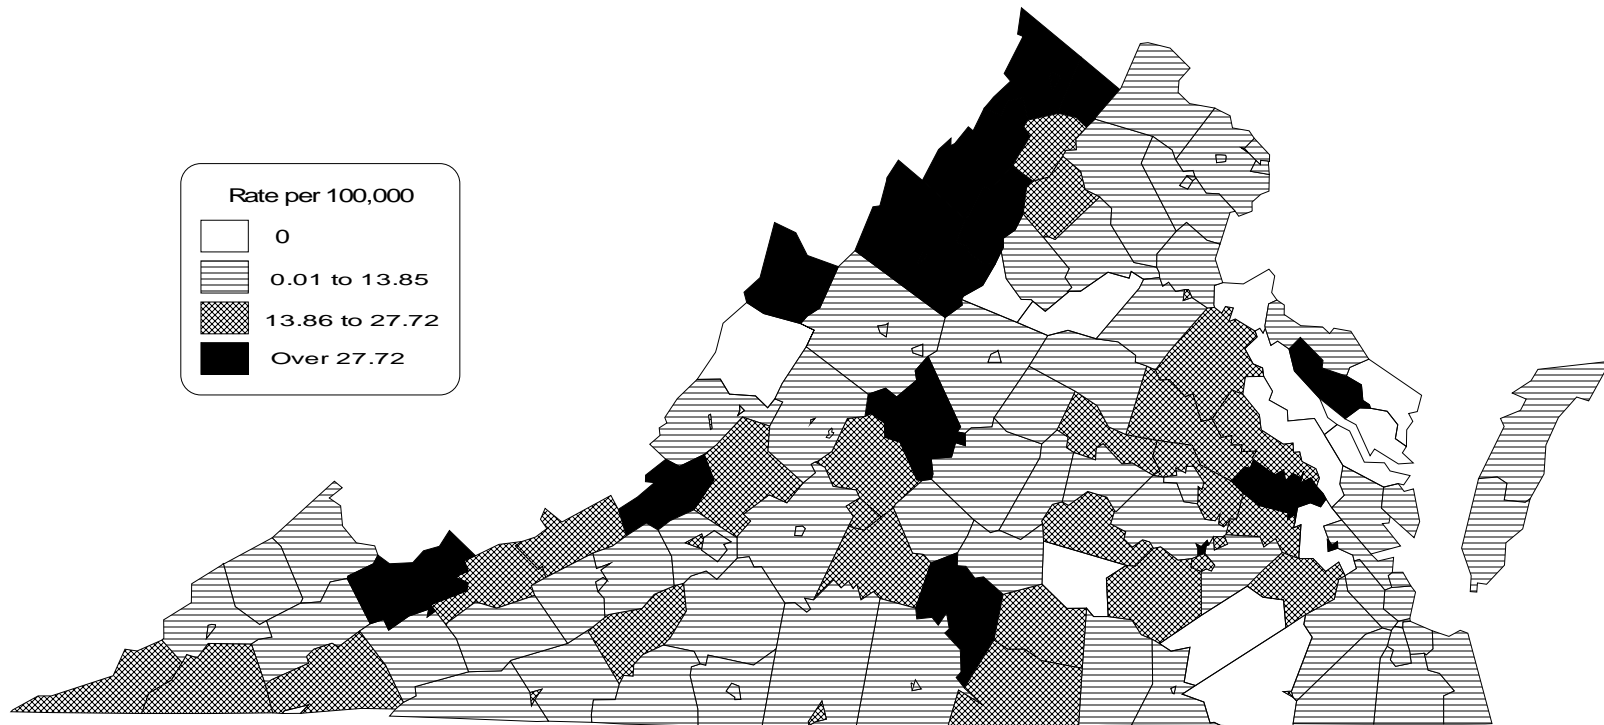 Rate per 100,000
0
0.01 to 13.85
13.86 to 27.72
Over 27.72